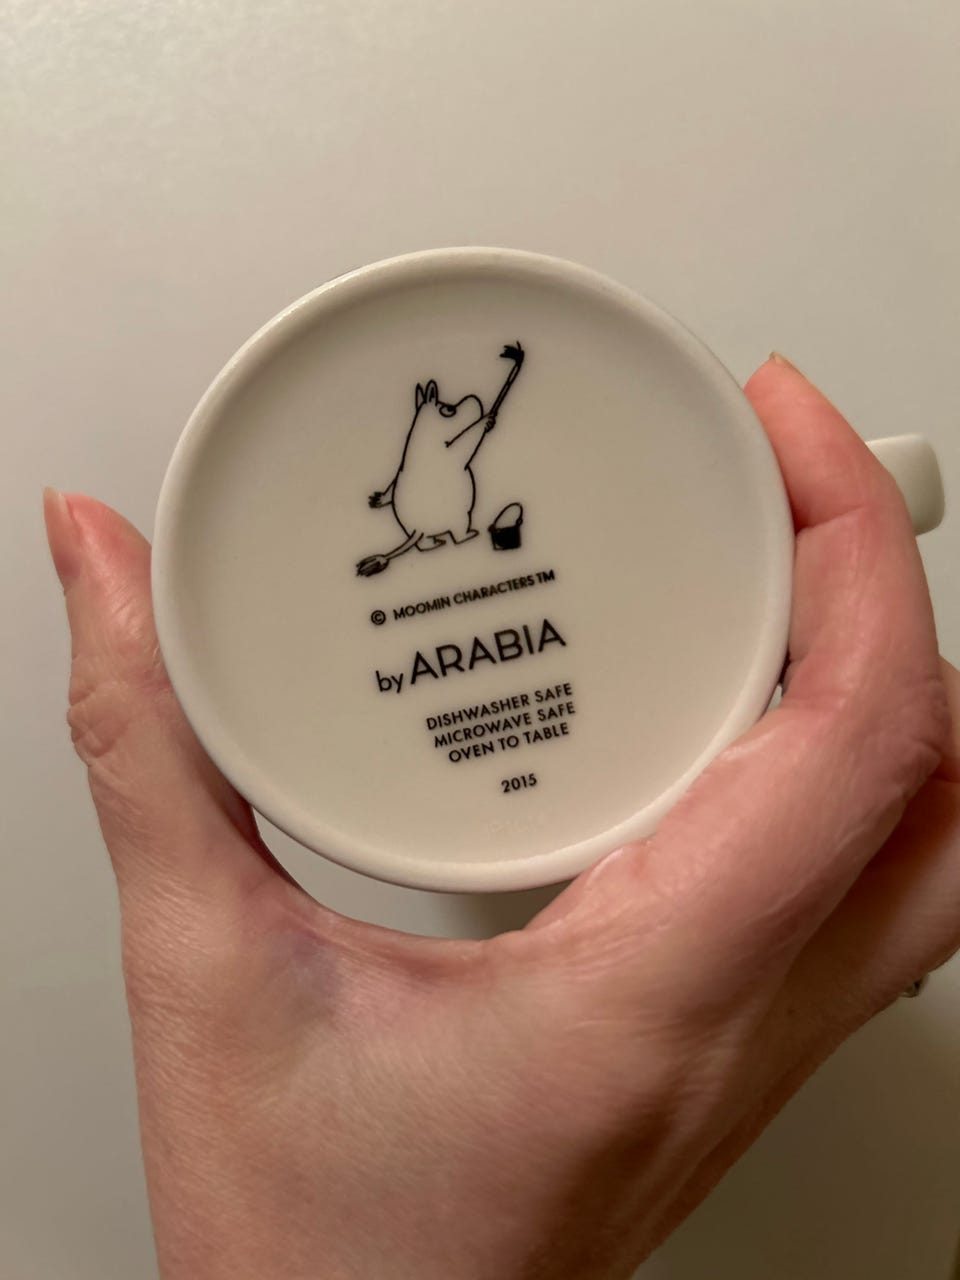 © MOOMIN CHARACTERS TM
by ARABIA
DISHWASHER SAFE
MICROWAVE SAFE
OVEN TO TABLE
2015